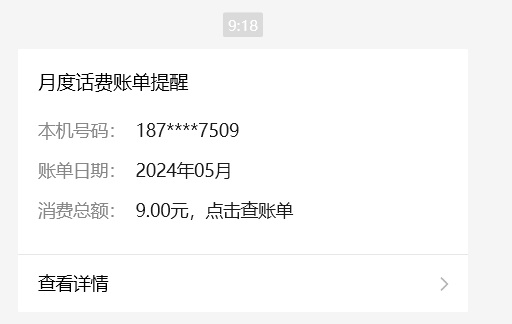 9:18
月度话费账单提醒
本机号码： 187****7509
账单日期： 2024年05月
消费总额： 9.00元，点击查账单
查看详情